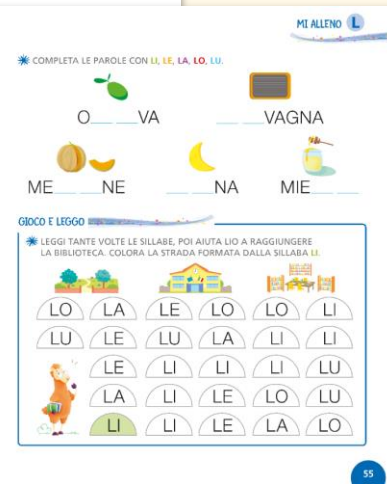 MI ALLENO L
COMPLETA LE PAROLE CON LI, LE, LA, LO, LU.
O__ __VA
__ __VAGNA
ME__ __NE
__ __NA
MIE__ __
GIOCO E LEGGO
LEGGI TANTE VOLTE LE SILLABE, POI AIUTA LIO A RAGGIUNGERE
LA BIBLIOTECA. COLORA LA STRADA FORMATA DALLA SILLABA LI.
LO LA LE LO LO LI
LU LE LU LA LI LI
LE LI LI LI LU
LA LI LE LO LU
LI LI LE LA LO
55